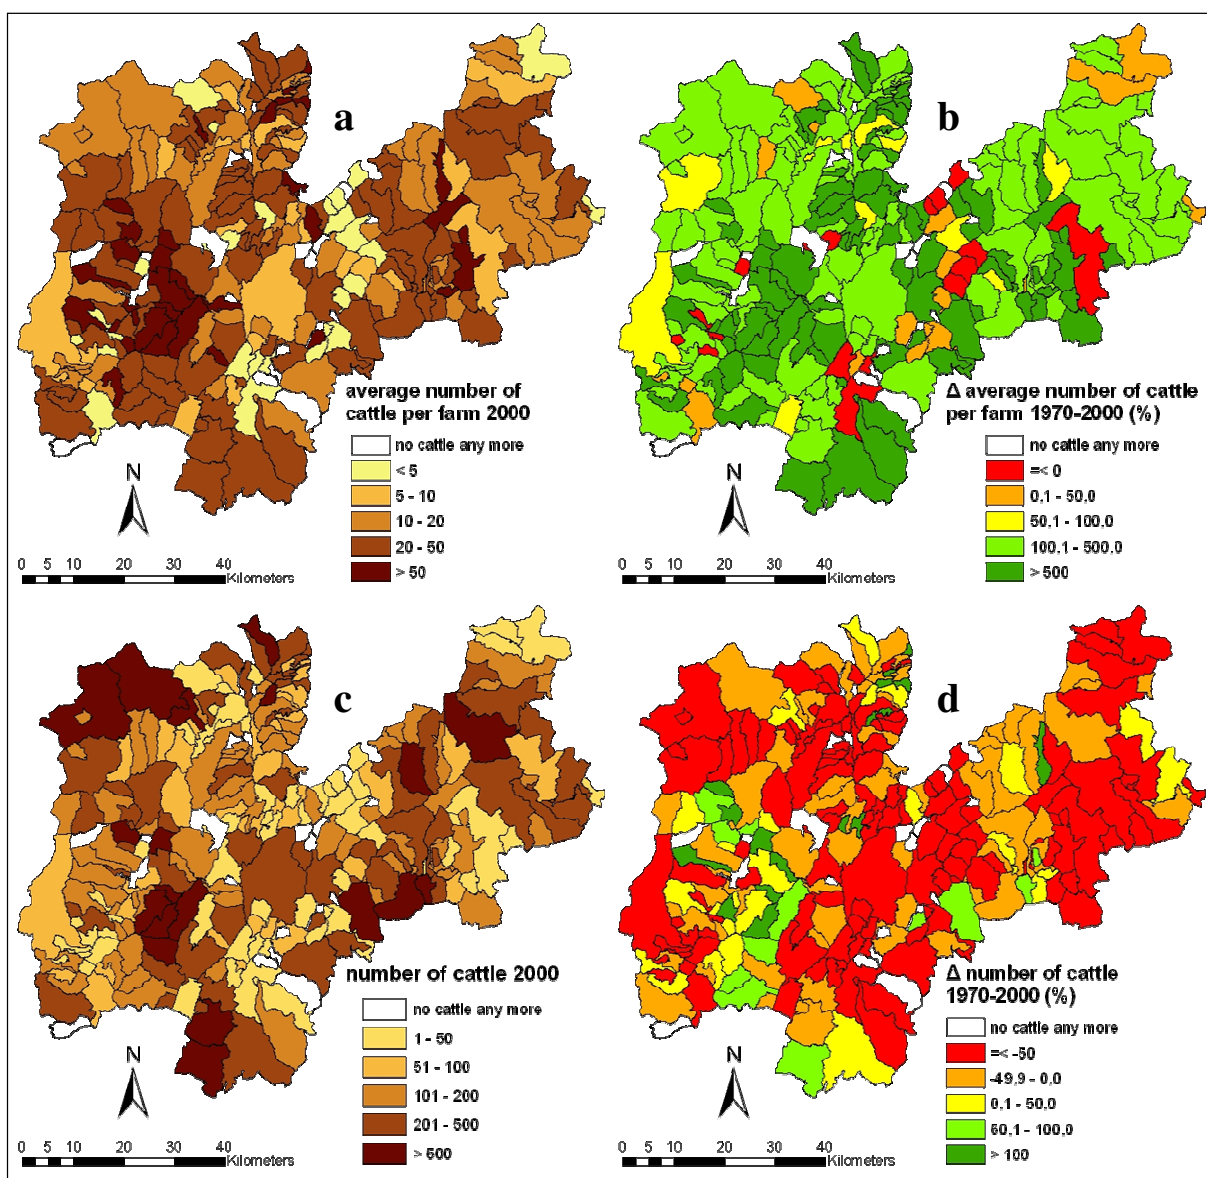 a
average number of
cattle per farm 2000
no cattle any more
< 5
5 - 10
10 - 20
20 - 50
> 50
N
0 5 10 20 30 40
Kilometers
b
Δ average number of cattle
per farm 1970-2000 (%)
no cattle any more
=< 0
0,1 - 50,0
50,1 - 100,0
100,1 - 500,0
> 500
N
0 5 10 20 30 40
Kilometers
c
number of cattle 2000
no cattle any more
1 - 50
51 - 100
101 - 200
201 - 500
> 500
N
0 5 10 20 30 40
Kilometers
d
Δ number of cattle
1970-2000 (%)
no cattle any more
=< -50
-49,9 - 0,0
0,1 - 50,0
50,1 - 100,0
> 100
N
0 5 10 20 30 40
Kilometers